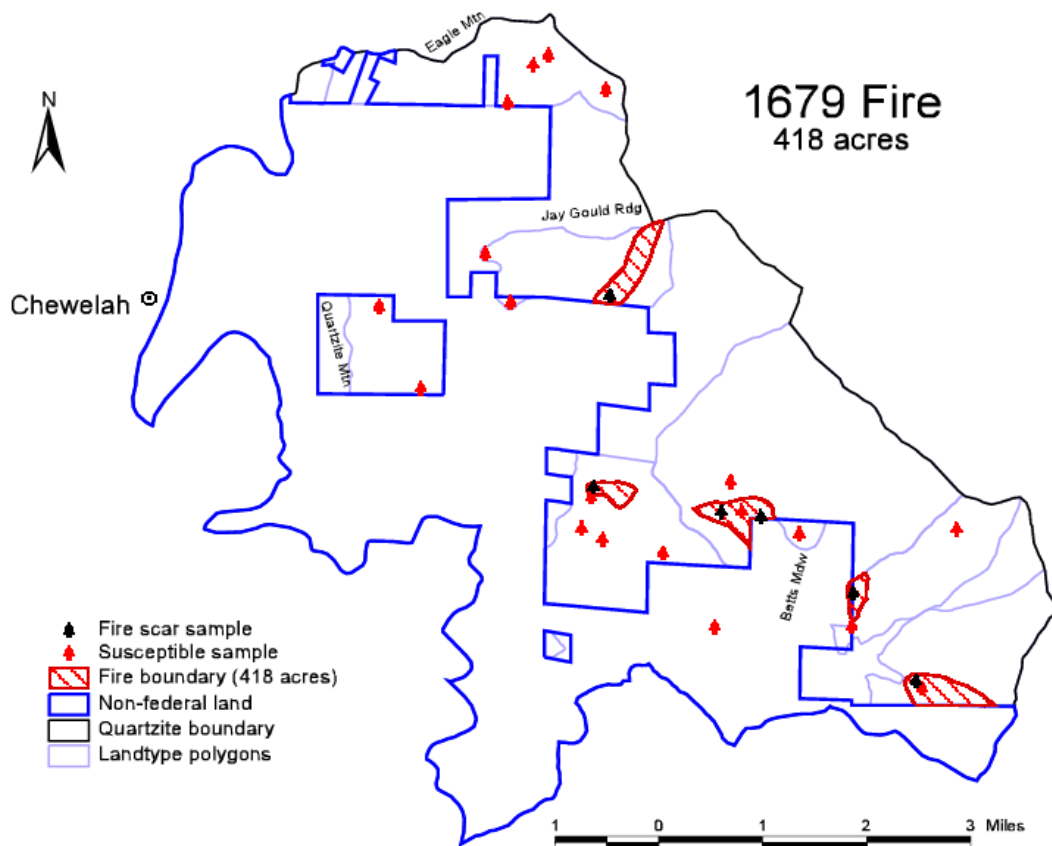 Eagle Mtn
N
1679 Fire
418 acres
Jay Gould Rdg
Chewelah
Quartzite Mtn
Betts Mdw
Fire scar sample
Susceptible sample
Fire boundary (418 acres)
Non-federal land
Quartzite boundary
Landtype polygons
1 0 1 2 3 Miles